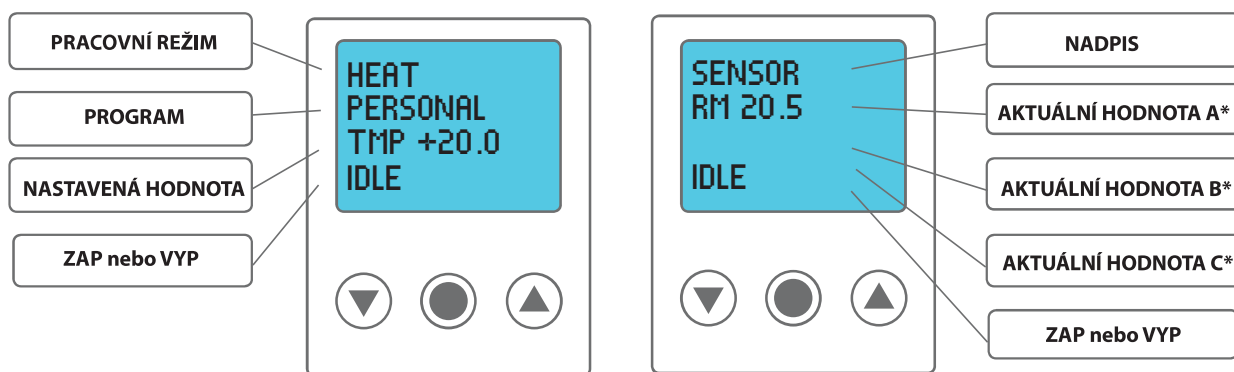 PRACOVNÍ REŽIM
PROGRAM
NASTAVENÁ HODNOTA
ZAP nebo VYP
HEAT
PERSONAL
TMP +20.0
IDLE
SENSOR
RM 20.5
IDLE
NADPIS
AKTUÁLNÍ HODNOTA A*
AKTUÁLNÍ HODNOTA B*
AKTUÁLNÍ HODNOTA C*
ZAP nebo VYP